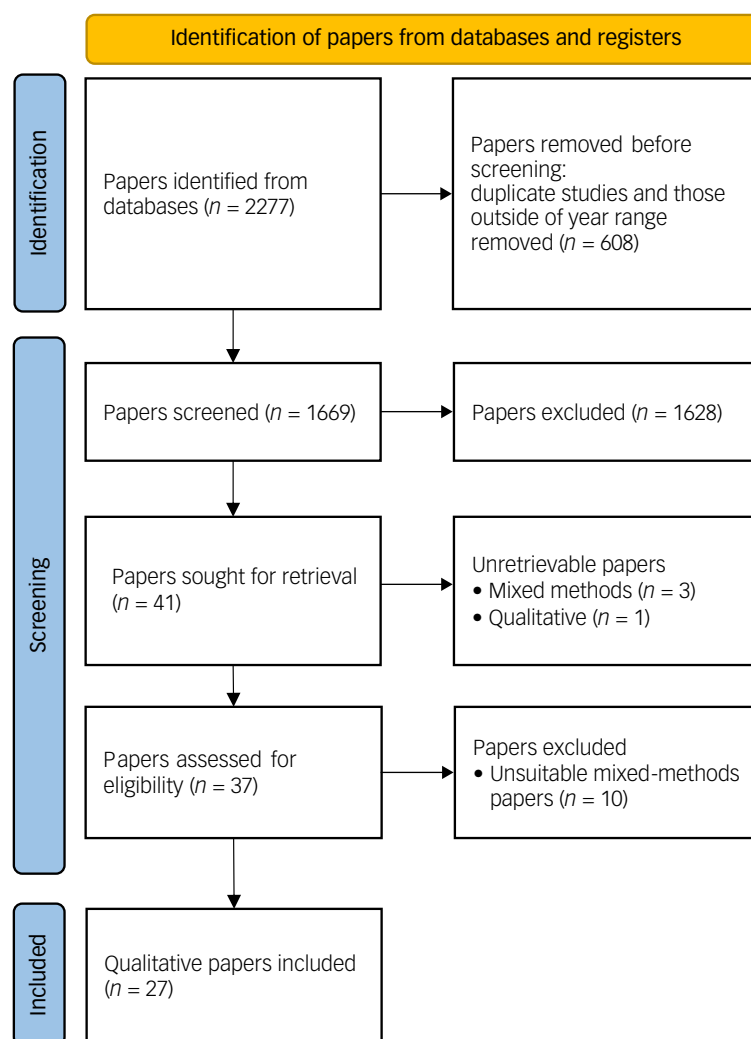 Identification of papers from databases and registers
Identification
Papers identified from
databases (n = 2277)
Papers removed before
screening:
duplicate studies and those
outside of year range
removed (n = 608)
Screening
Papers screened (n = 1669)
Papers excluded (n = 1628)
Papers sought for retrieval
(n = 41)
Unretrievable papers
• Mixed methods (n = 3)
• Qualitative (n = 1)
Papers assessed for
eligibility (n = 37)
Papers excluded
• Unsuitable mixed-methods
papers (n = 10)
Included
Qualitative papers included
(n = 27)